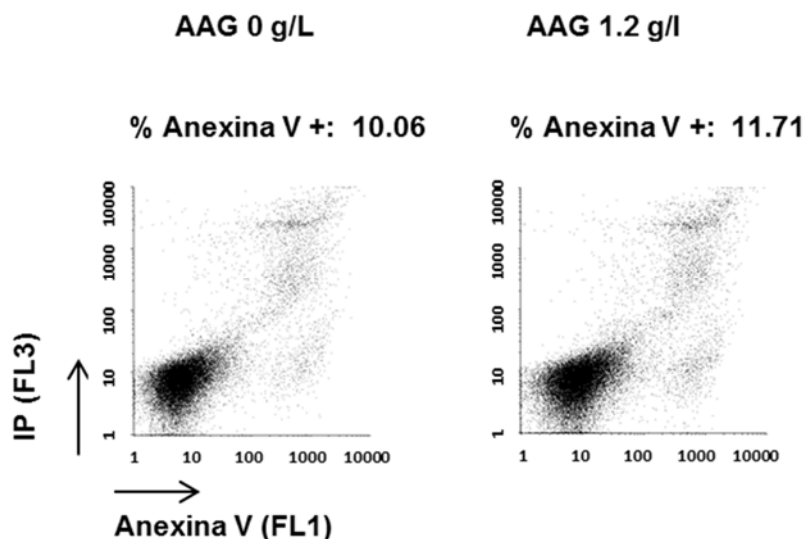 AAG 0 g/L
AAG 1.2 g/l
% Anexina V +: 10.06
% Anexina V +: 11.71
IP (FL3)
10000
1000
100
10
1
1 10 100 1000 10000
10000
1000
100
10
1
1 10 100 1000 10000
Anexina V (FL1)